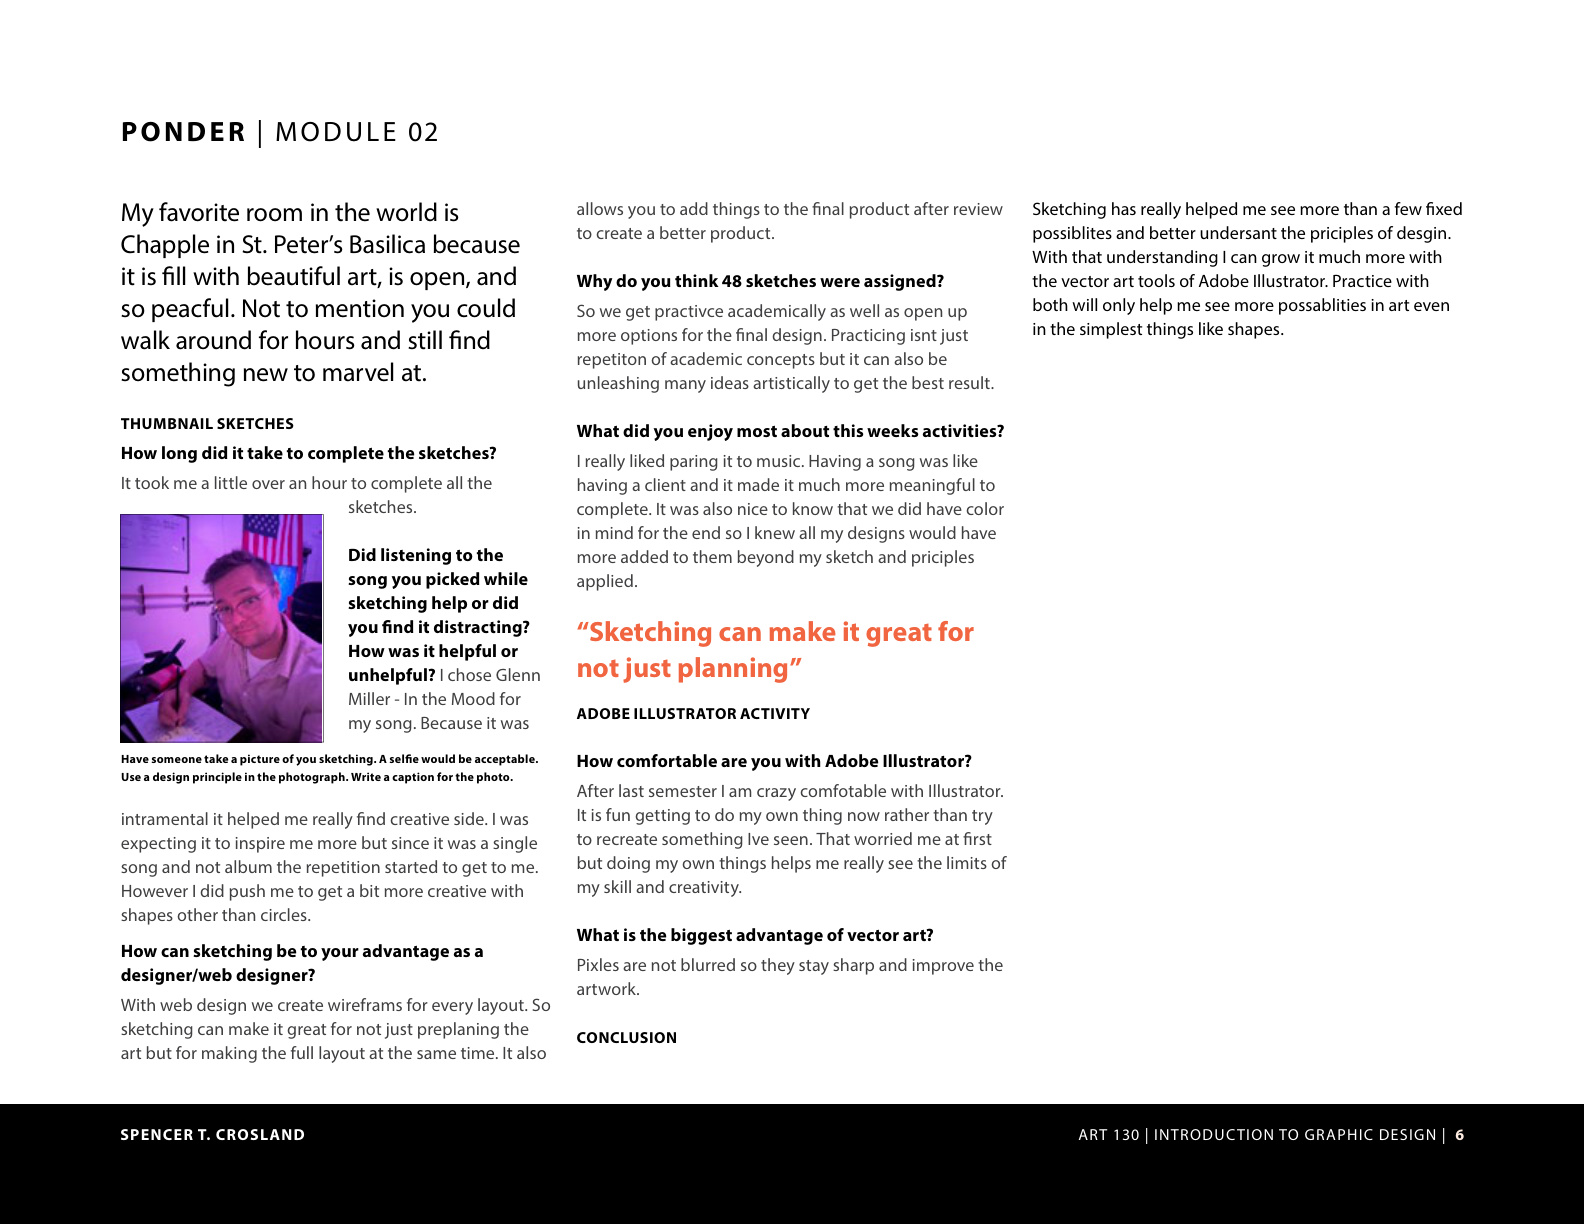 PONDER | MODULE 02
My favorite room in the world is
Chapple in St. Peter’s Basilica because
it is fill with beautiful art, is open, and
so peacful. Not to mention you could
walk around for hours and still find
something new to marvel at.
THUMBNAIL SKETCHES
How long did it take to complete the sketches?
It took me a little over an hour to complete all the
sketches.
Did listening to the
song you picked while
sketching help or did
you find it distracting?
How was it helpful or
unhelpful? I chose Glenn
Miller - In the Mood for
my song. Because it was
Have someone take a picture of you sketching. A selfie would be acceptable.
Use a design principle in the photograph. Write a caption for the photo.
intramental it helped me really find creative side. I was
expecting it to inspire me more but since it was a single
song and not album the repetition started to get to me.
However I did push me to get a bit more creative with
shapes other than circles.
How can sketching be to your advantage as a
designer/web designer?
With web design we create wireframs for every layout. So
sketching can make it great for not just preplaning the
art but for making the full layout at the same time. It also
allows you to add things to the final product after review
to create a better product.
Why do you think 48 sketches were assigned?
So we get practivce academically as well as open up
more options for the final design. Practicing isnt just
repetiton of academic concepts but it can also be
unleashing many ideas artistically to get the best result.
What did you enjoy most about this weeks activities?
I really liked paring it to music. Having a song was like
having a client and it made it much more meaningful to
complete. It was also nice to know that we did have color
in mind for the end so I knew all my designs would have
more added to them beyond my sketch and priciples
applied.
“Sketching can make it great for
not just planning”
ADOBE ILLUSTRATOR ACTIVITY
How comfortable are you with Adobe Illustrator?
After last semester I am crazy comfotable with Illustrator.
It is fun getting to do my own thing now rather than try
to recreate something Ive seen. That worried me at first
but doing my own things helps me really see the limits of
my skill and creativity.
What is the biggest advantage of vector art?
Pixles are not blurred so they stay sharp and improve the
artwork.
CONCLUSION
Sketching has really helped me see more than a few fixed
possiblites and better undersant the priciples of desgin.
With that understanding I can grow it much more with
the vector art tools of Adobe Illustrator. Practice with
both will only help me see more possablities in art even
in the simplest things like shapes.
SPENCER T. CROSLAND
ART 130 | INTRODUCTION TO GRAPHIC DESIGN | 6